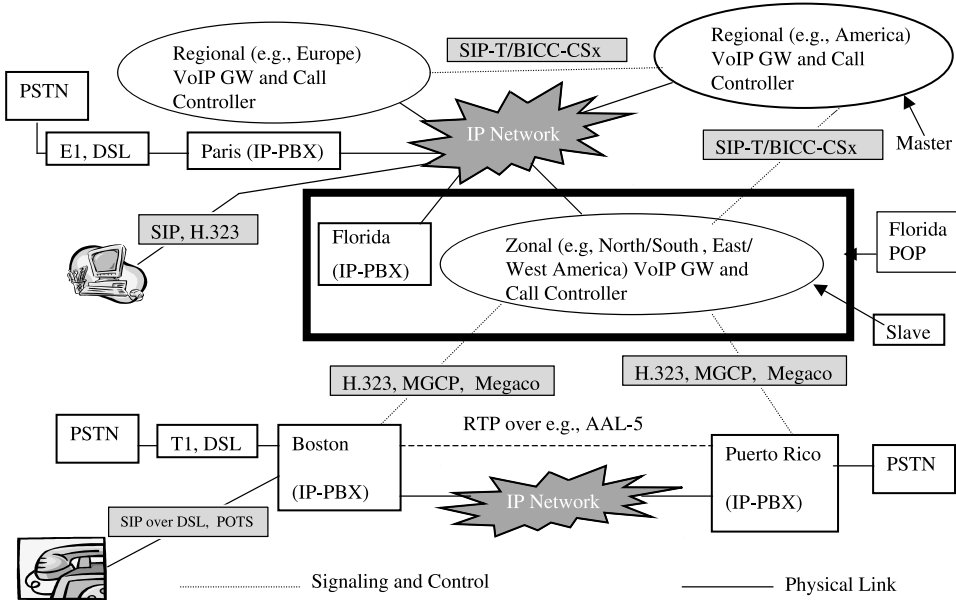 Regional (e.g., Europe)
VoIP GW and Call
Controller
SIP-T/BICC-CSx
Regional (e.g., America)
VoIP GW and Call
Controller
PSTN
IP Network
E1, DSL
Paris (IP-PBX)
SIP-T/BICC-CSx
Master
SIP, H.323
Florida
(IP-PBX)
Zonal (e.g, North/South , East/
West America) VoIP GW and
Call Controller
Florida
POP
Slave
H.323, MGCP, Megaco
H.323, MGCP, Megaco
RTP over e.g., AAL-5
PSTN
T1, DSL
Boston
(IP-PBX)
Puerto Rico
(IP-PBX)
PSTN
IP Network
SIP over DSL, POTS
Signaling and Control
Physical Link